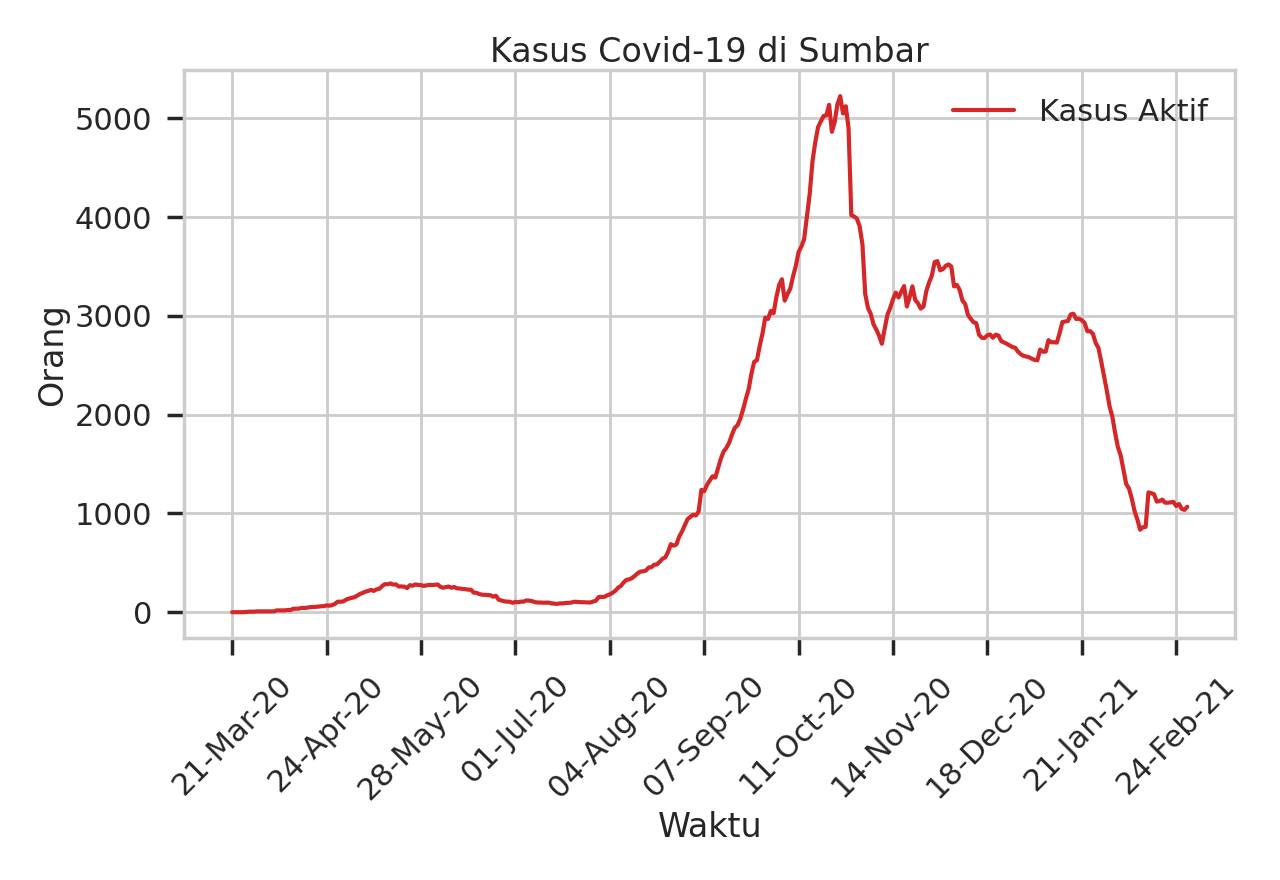 Kasus Covid-19 di Sumbar
Kasus Aktif
5000
4000
3000
2000
1000
0
Orang
21-Mar-20
24-Apr-20
28-May-20
01-Jul-20
04-Aug-20
07-Sep-20
11-Oct-20
14-Nov-20
18-Dec-20
21-Jan-21
24-Feb-21
Waktu